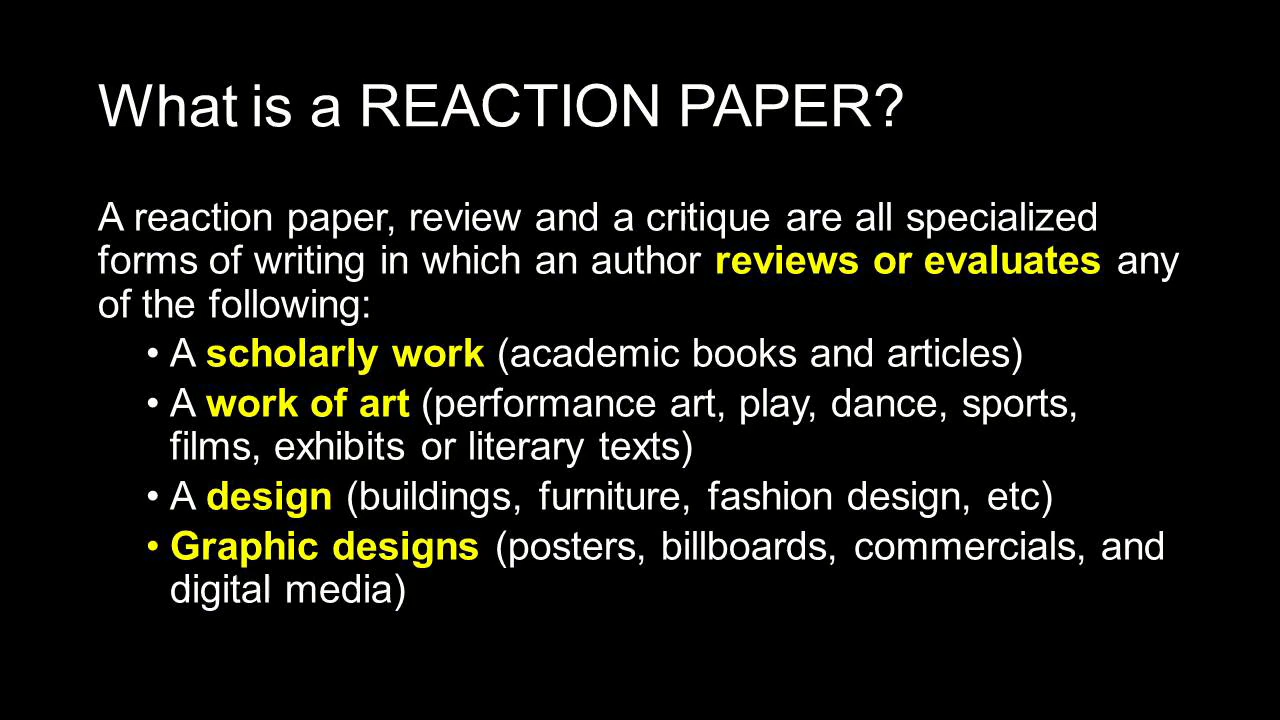 What is a REACTION PAPER?
A reaction paper, review and a critique are all specialized
forms of writing in which an author reviews or evaluates any
of the following:
• A scholarly work (academic books and articles)
• A work of art (performance art, play, dance, sports,
films, exhibits or literary texts)
• A design (buildings, furniture, fashion design, etc)
• Graphic designs (posters, billboards, commercials, and
digital media)